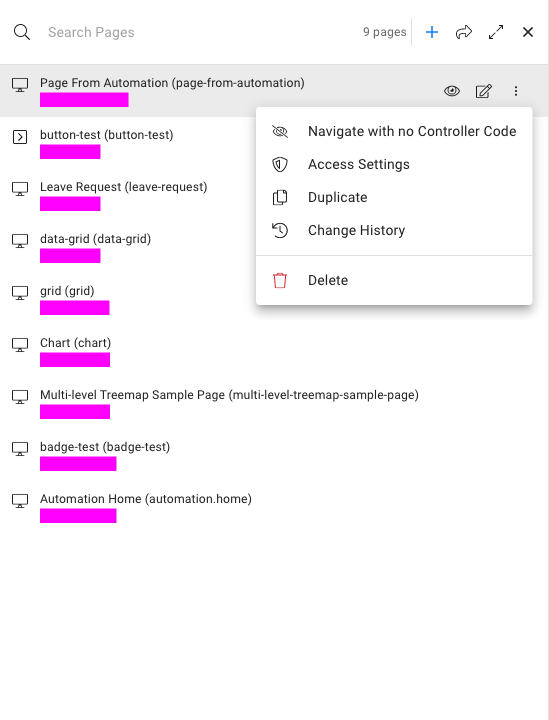 Search Pages
9 pages
Page From Automation (page-from-automation)
Navigate with no Controller Code
Access Settings
Duplicate
Change History
Delete
button-test (button-test)
Leave Request (leave-request)
data-grid (data-grid)
grid (grid)
Chart (chart)
Multi-level Treemap Sample Page (multi-level-treemap-sample-page)
badge-test (badge-test)
Automation Home (automation.home)